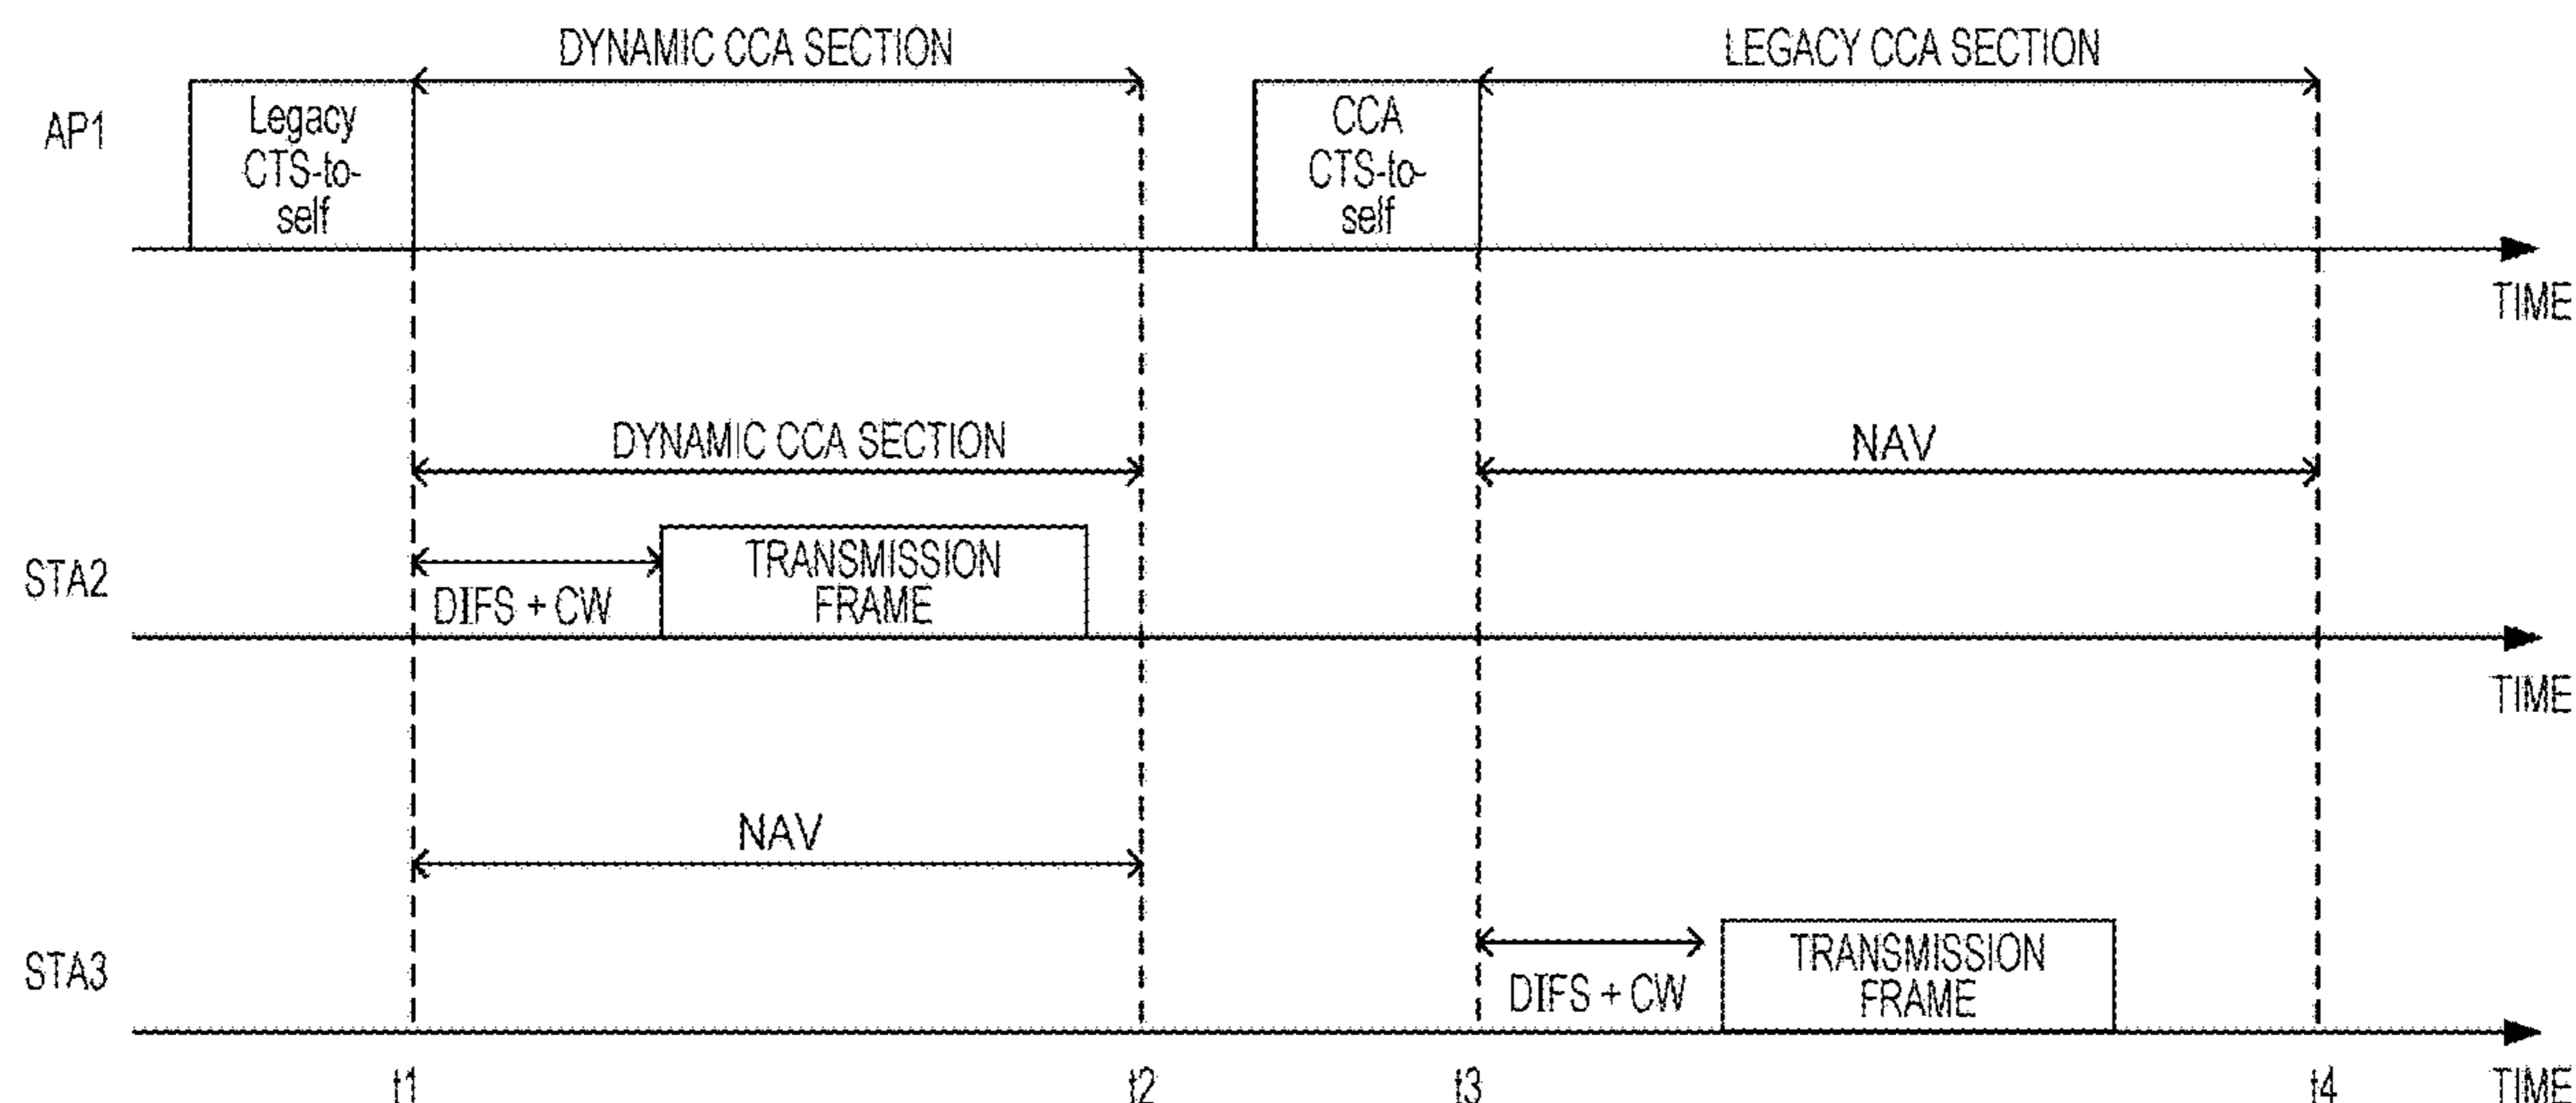 DYNAMIC CCA SECTION
LEGACY CCA SECTION
AP1
Legacy
CTS-to-
self
CCA
CTS-to-
self
TIME
DYNAMIC CCA SECTION
NAV
STA2
DIFS + CW
TRANSMISSION
FRAME
TIME
NAV
STA3
DIFS + CW
TRANSMISSION
FRAME
t1
t2
t3
t4
TIME